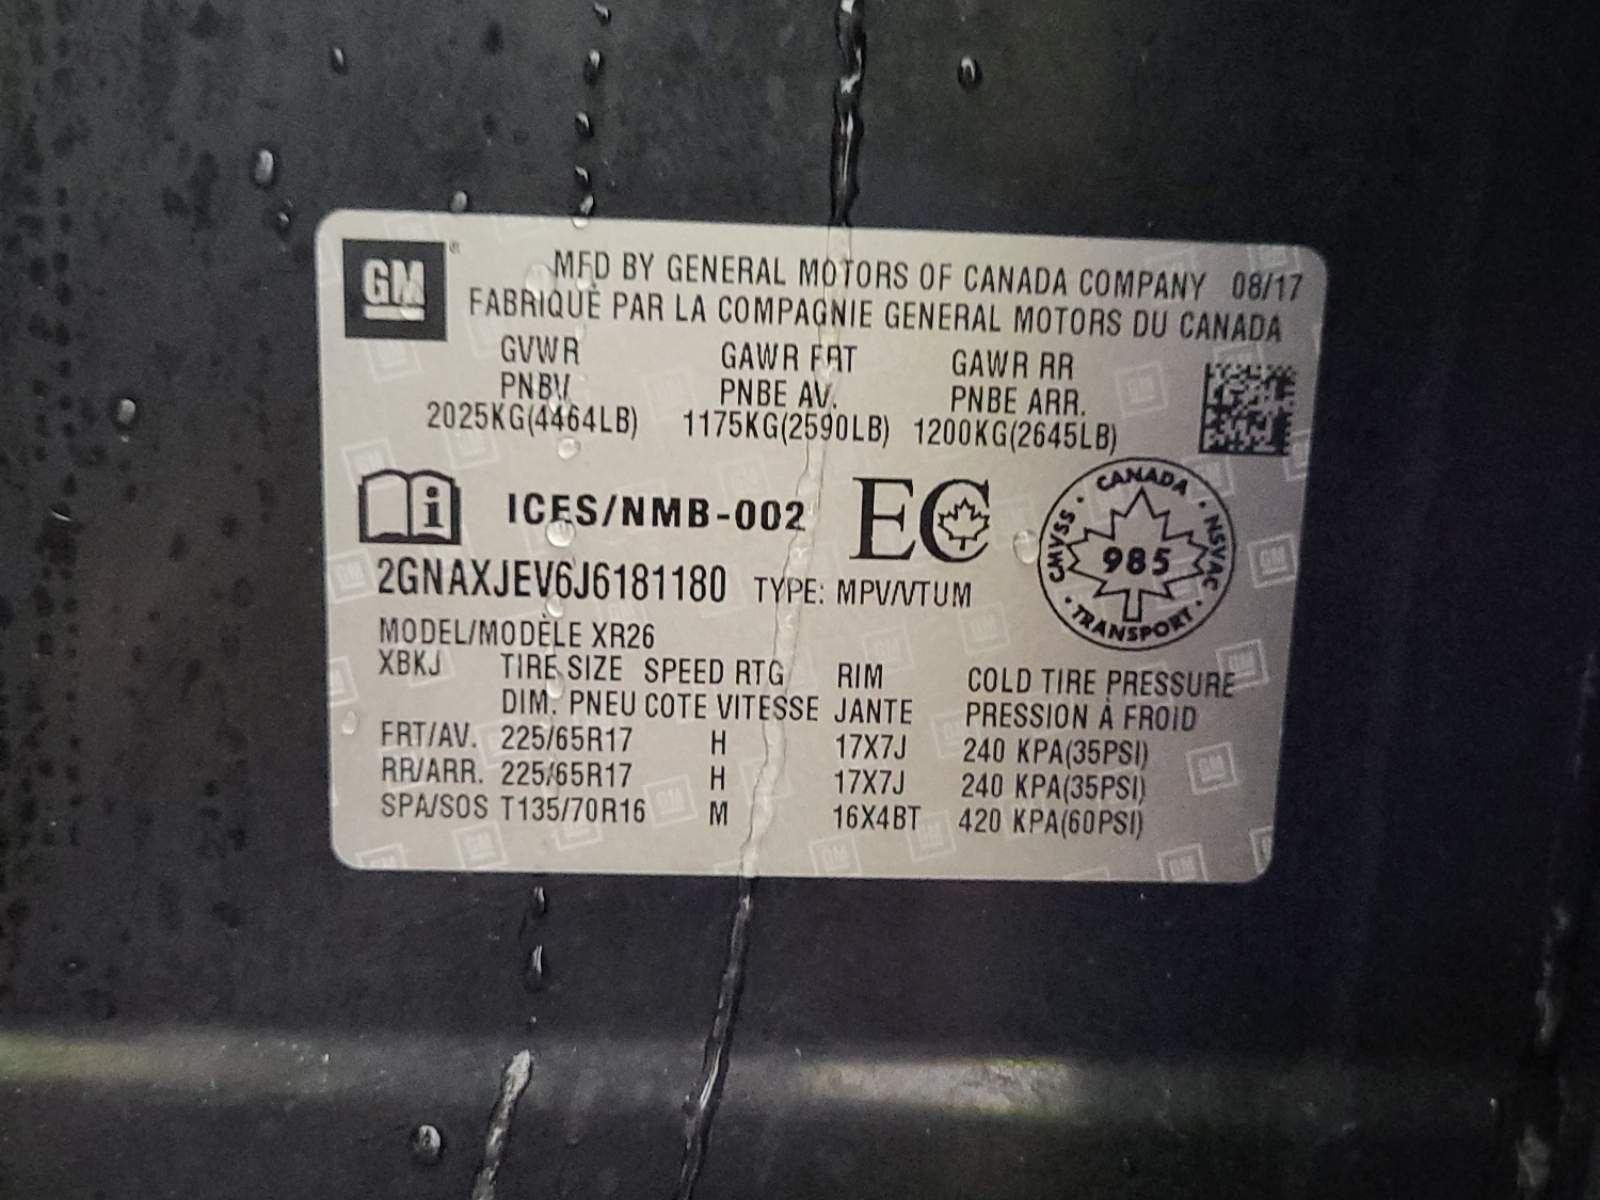 GM®
MFD BY GENERAL MOTORS OF CANADA COMPANY 08/17
FABRIQUÉ PAR LA COMPAGNIE GENERAL MOTORS DU CANADA
GVWR GAWR FRT GAWR RR
PNBV PNBE AV. PNBE ARR.
2025KG(4464LB) 1175KG(2590LB) 1200KG(2645LB)
i ICES/NMB-002 EC
CANADA · NSVAC · TRANSPORT · CMVSS ·
985
2GNAXJEV6J6181180 TYPE: MPV/VTUM
MODEL/MODÈLE XR26
XBKJ TIRE SIZE SPEED RTG RIM COLD TIRE PRESSURE
DIM. PNEU COTE VITESSE JANTE PRESSION À FROID
FRT/AV. 225/65R17 H 17X7J 240 KPA(35PSI)
RR/ARR. 225/65R17 H 17X7J 240 KPA(35PSI)
SPA/SOS T135/70R16 M 16X4BT 420 KPA(60PSI)